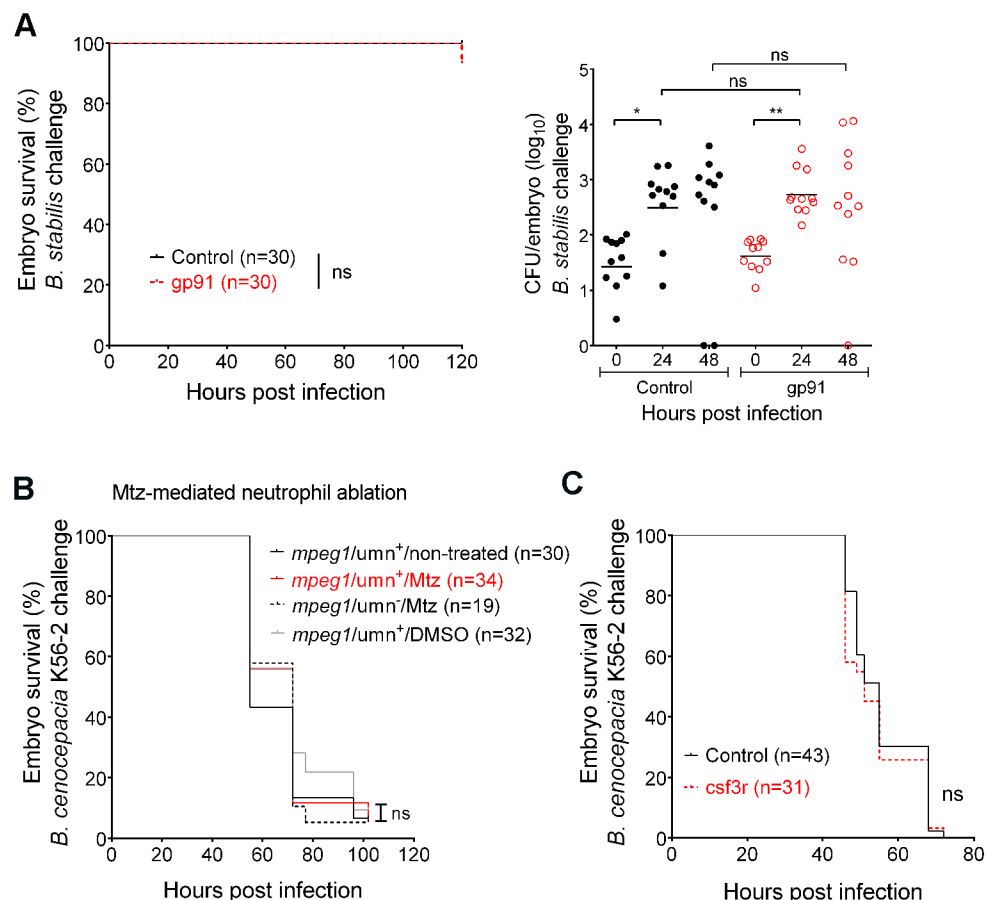 A
Embryo survival (%)
B. stabilis challenge
100
80
60
40
20
0
Control (n=30)
gp91 (n=30)
ns
0 20 40 60 80 100 120
Hours post infection
CFU/embryo (log10)
B. stabilis challenge
5
4
3
2
1
0
ns
ns
* **
0 24 48 0 24 48
Control gp91
Hours post infection
B
Mtz-mediated neutrophil ablation
Embryo survival (%)
B. cenocepacia K56-2 challenge
100
80
60
40
20
0
mpeg1/umn+/non-treated (n=30)
mpeg1/umn+/Mtz (n=34)
mpeg1/umn-/Mtz (n=19)
mpeg1/umn+/DMSO (n=32)
ns
0 20 40 60 80 100 120
Hours post infection
C
Embryo survival (%)
B. cenocepacia K56-2 challenge
100
80
60
40
20
0
Control (n=43)
csf3r (n=31)
ns
0 20 40 60 80
Hours post infection